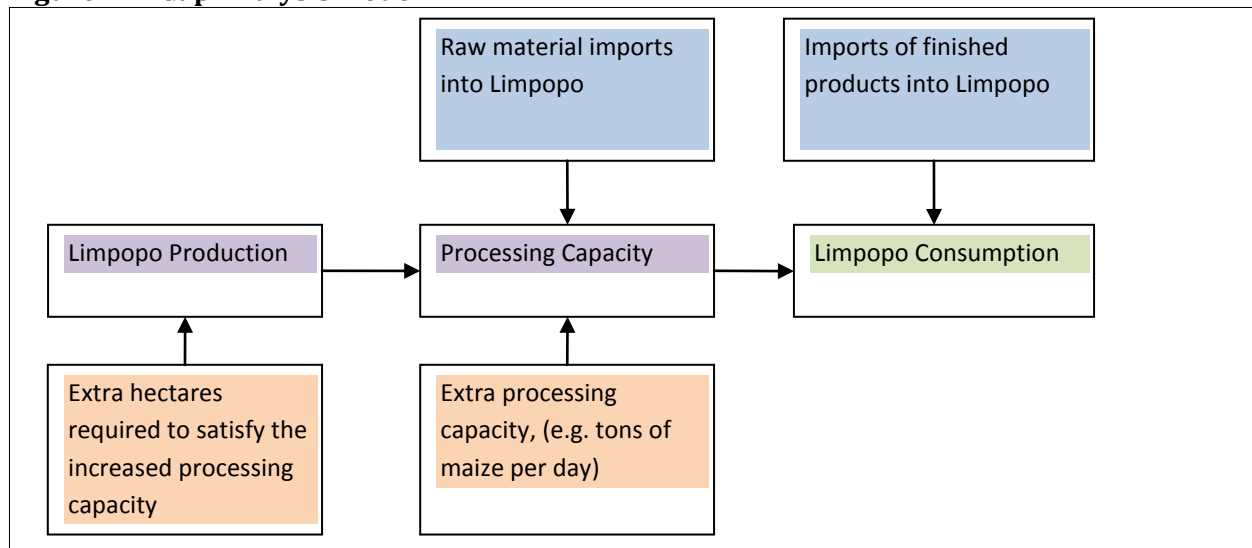 Raw material imports
into Limpopo
Imports of finished
products into Limpopo
Limpopo Production
Processing Capacity
Limpopo Consumption
Extra hectares
required to satisfy the
increased processing
capacity
Extra processing
capacity, (e.g. tons of
maize per day)